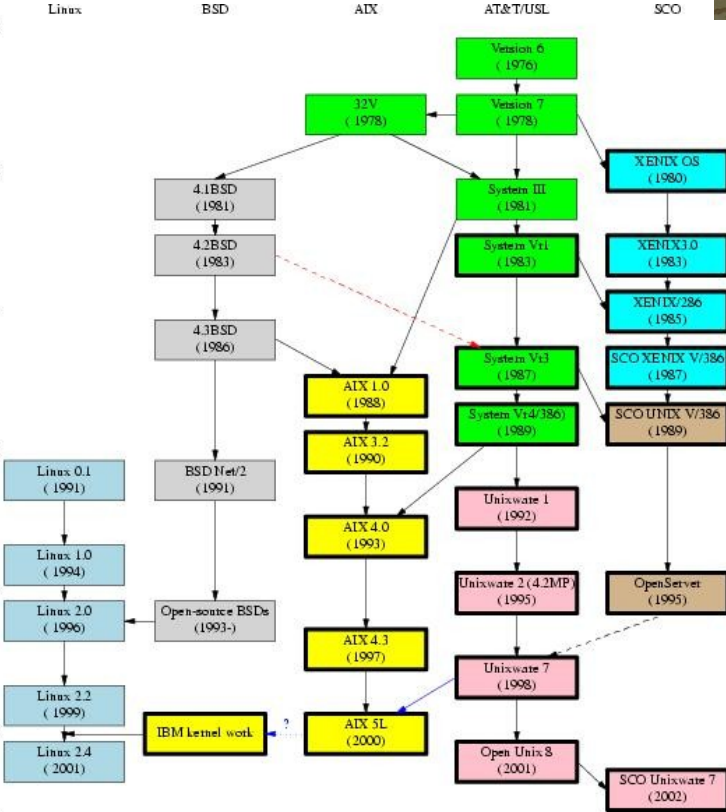 Linux
BSD
AIX
AT&T/USL
SCO
Version 6
(1976)
32V
(1978)
Version 7
(1978)
XENIX OS
(1980)
4.1BSD
(1981)
System III
(1981)
4.2BSD
(1983)
System Vr1
(1983)
XENIX3.0
(1983)
XENIX/286
(1985)
4.3BSD
(1986)
System Vr3
(1987)
SCO XENIX V/386
(1987)
AIX 1.0
(1988)
System Vr4/386)
(1989)
SCO UNIX V/386
(1989)
AIX 3.2
(1990)
Linux 0.1
(1991)
BSD Net/2
(1991)
Unixware 1
(1992)
AIX 4.0
(1993)
Linux 1.0
(1994)
Unixware 2 (4.2MP)
(1995)
OpenServer
(1995)
Linux 2.0
(1996)
Open-source BSDs
(1993-)
AIX 4.3
(1997)
Unixware 7
(1998)
Linux 2.2
(1999)
IBM kernel work
?
AIX 5L
(2000)
Linux 2.4
(2001)
Open Unix 8
(2001)
SCO Unixware 7
(2002)